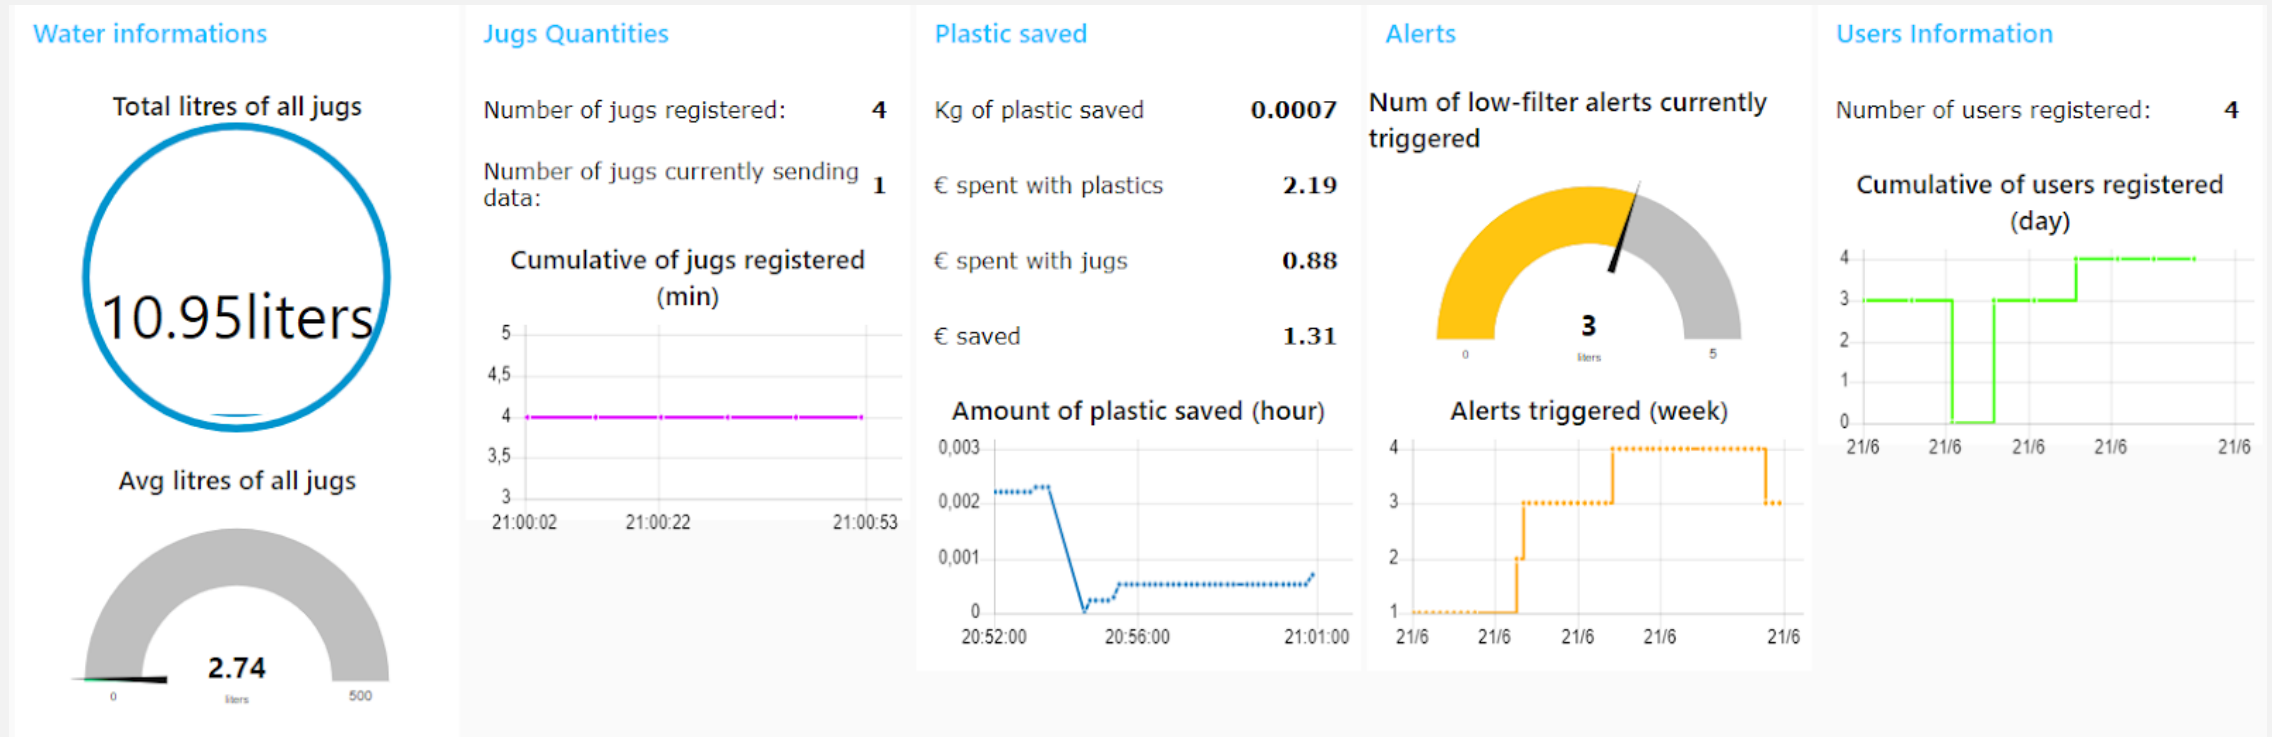 Water informations
Total litres of all jugs
10.95liters
Avg litres of all jugs
2.74
0
liters
500
Jugs Quantities
Number of jugs registered: 4
Number of jugs currently sending
data: 1
Cumulative of jugs registered
(min)
5
4,5
4
3,5
3
21:00:02 21:00:22 21:00:53
Plastic saved
Kg of plastic saved 0.0007
€ spent with plastics 2.19
€ spent with jugs 0.88
€ saved 1.31
Amount of plastic saved (hour)
0,003
0,002
0,001
0
20:52:00 20:56:00 21:01:00
Alerts
Num of low-filter alerts currently
triggered
3
0
liters
5
Alerts triggered (week)
4
3
2
1
21/6 21/6 21/6 21/6 21/6
Users Information
Number of users registered: 4
Cumulative of users registered
(day)
4
3
2
1
0
21/6 21/6 21/6 21/6 21/6